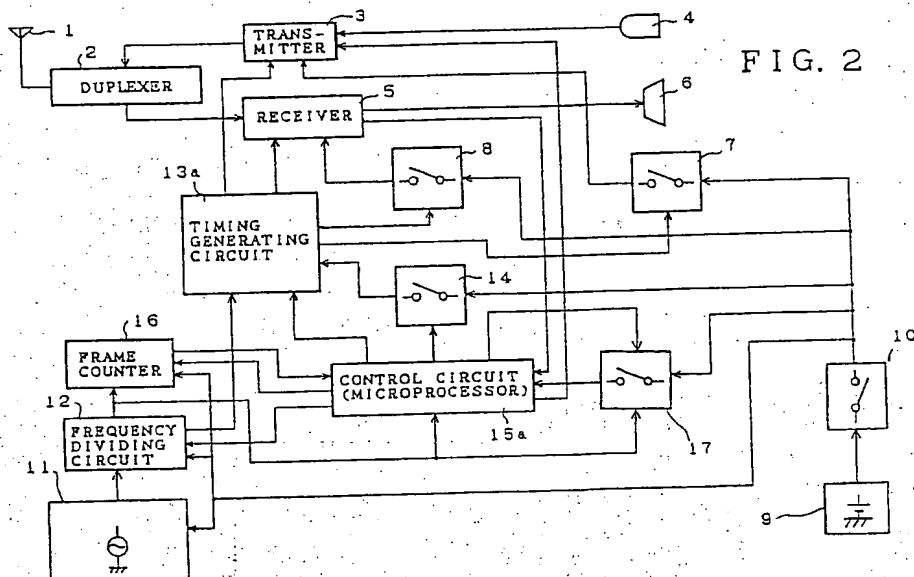 1
2
DUPLEXER
3
TRANS-
MITTER
4
FIG. 2
5
RECEIVER
6
7
8
13a
TIMING
GENERATING
CIRCUIT
14
16
FRAME
COUNTER
10
12
FREQUENCY
DIVIDING
CIRCUIT
CONTROL CIRCUIT
(MICROPROCESSOR)
15a
17
11
9